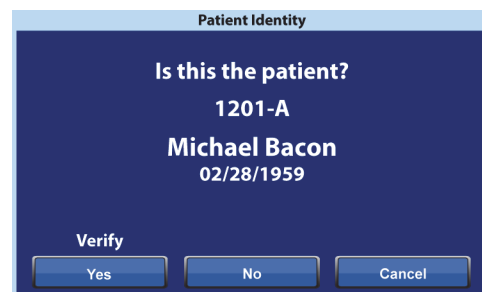 Patient Identity
Is this the patient?
1201-A
Michael Bacon
02/28/1959
Verify
Yes No Cancel